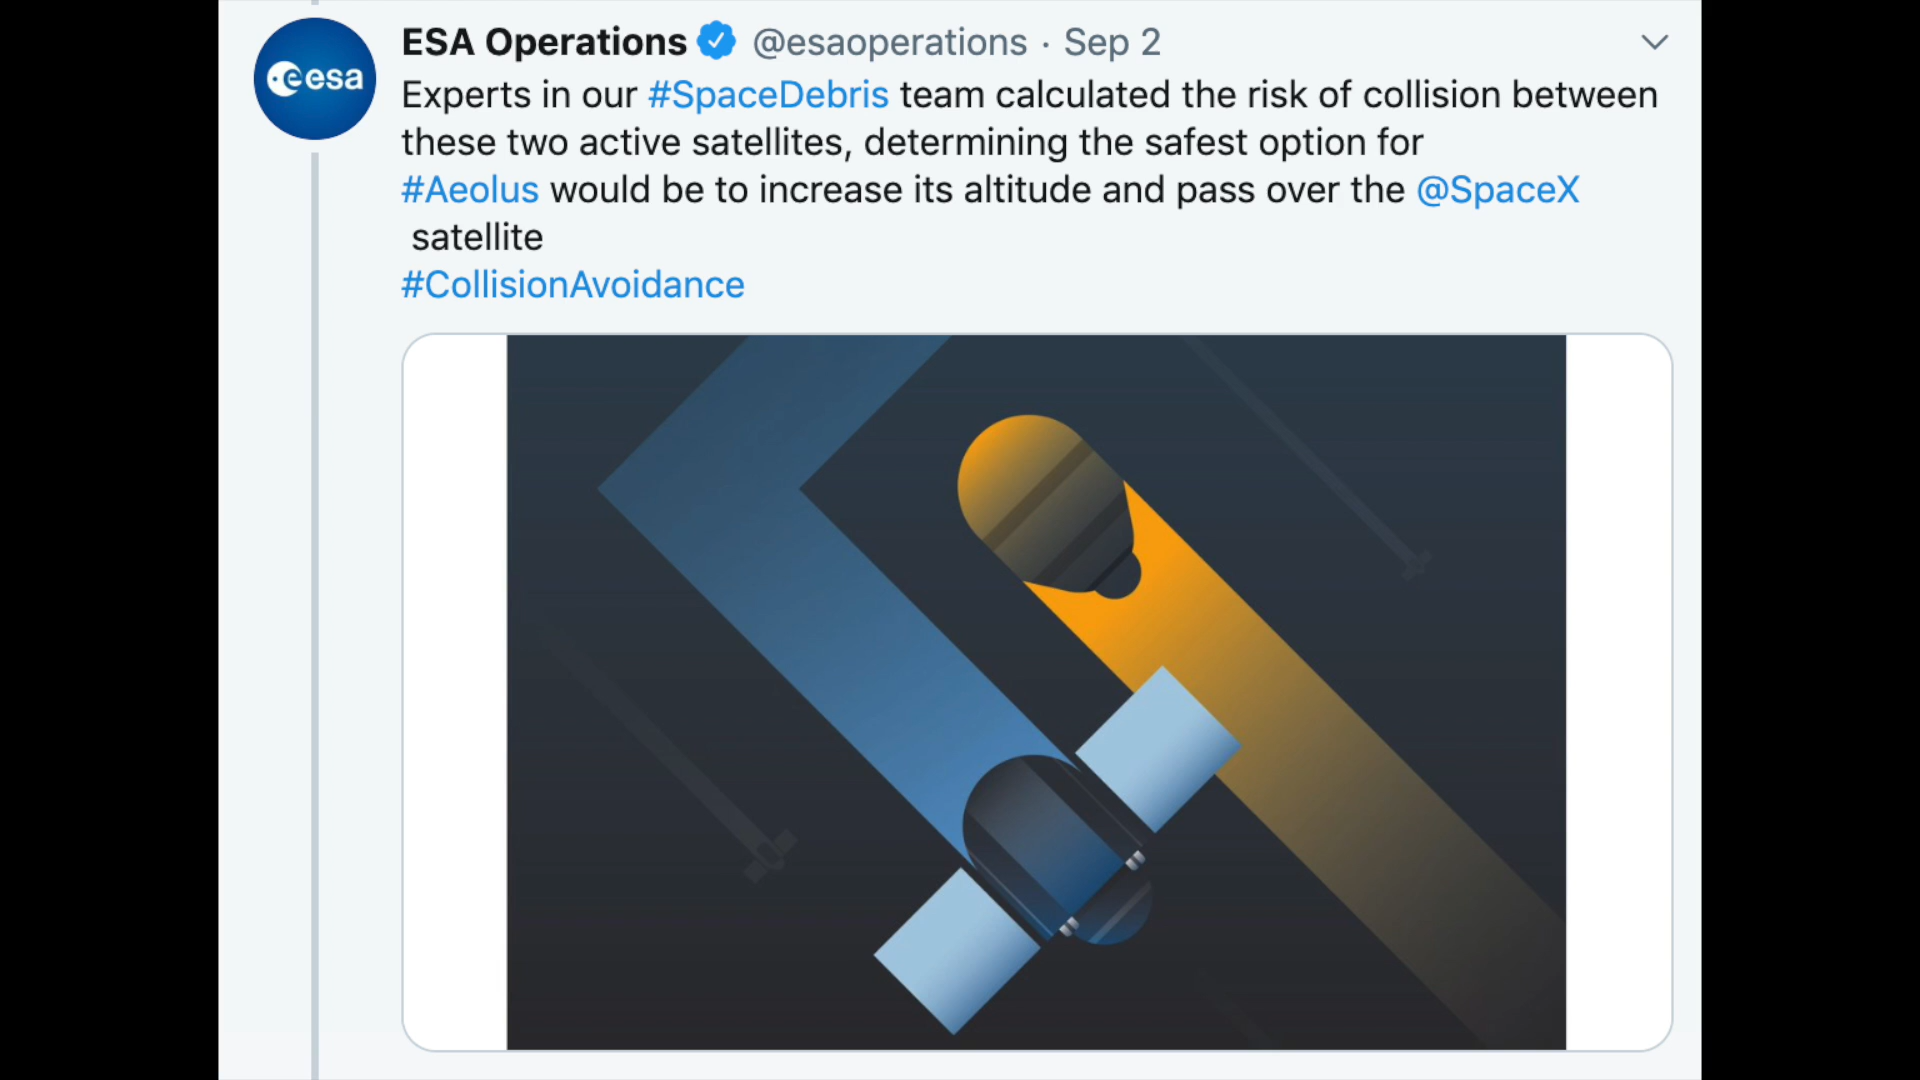 esa
ESA Operations @esaoperations · Sep 2
Experts in our #SpaceDebris team calculated the risk of collision between
these two active satellites, determining the safest option for
#Aeolus would be to increase its altitude and pass over the @SpaceX
satellite
#CollisionAvoidance